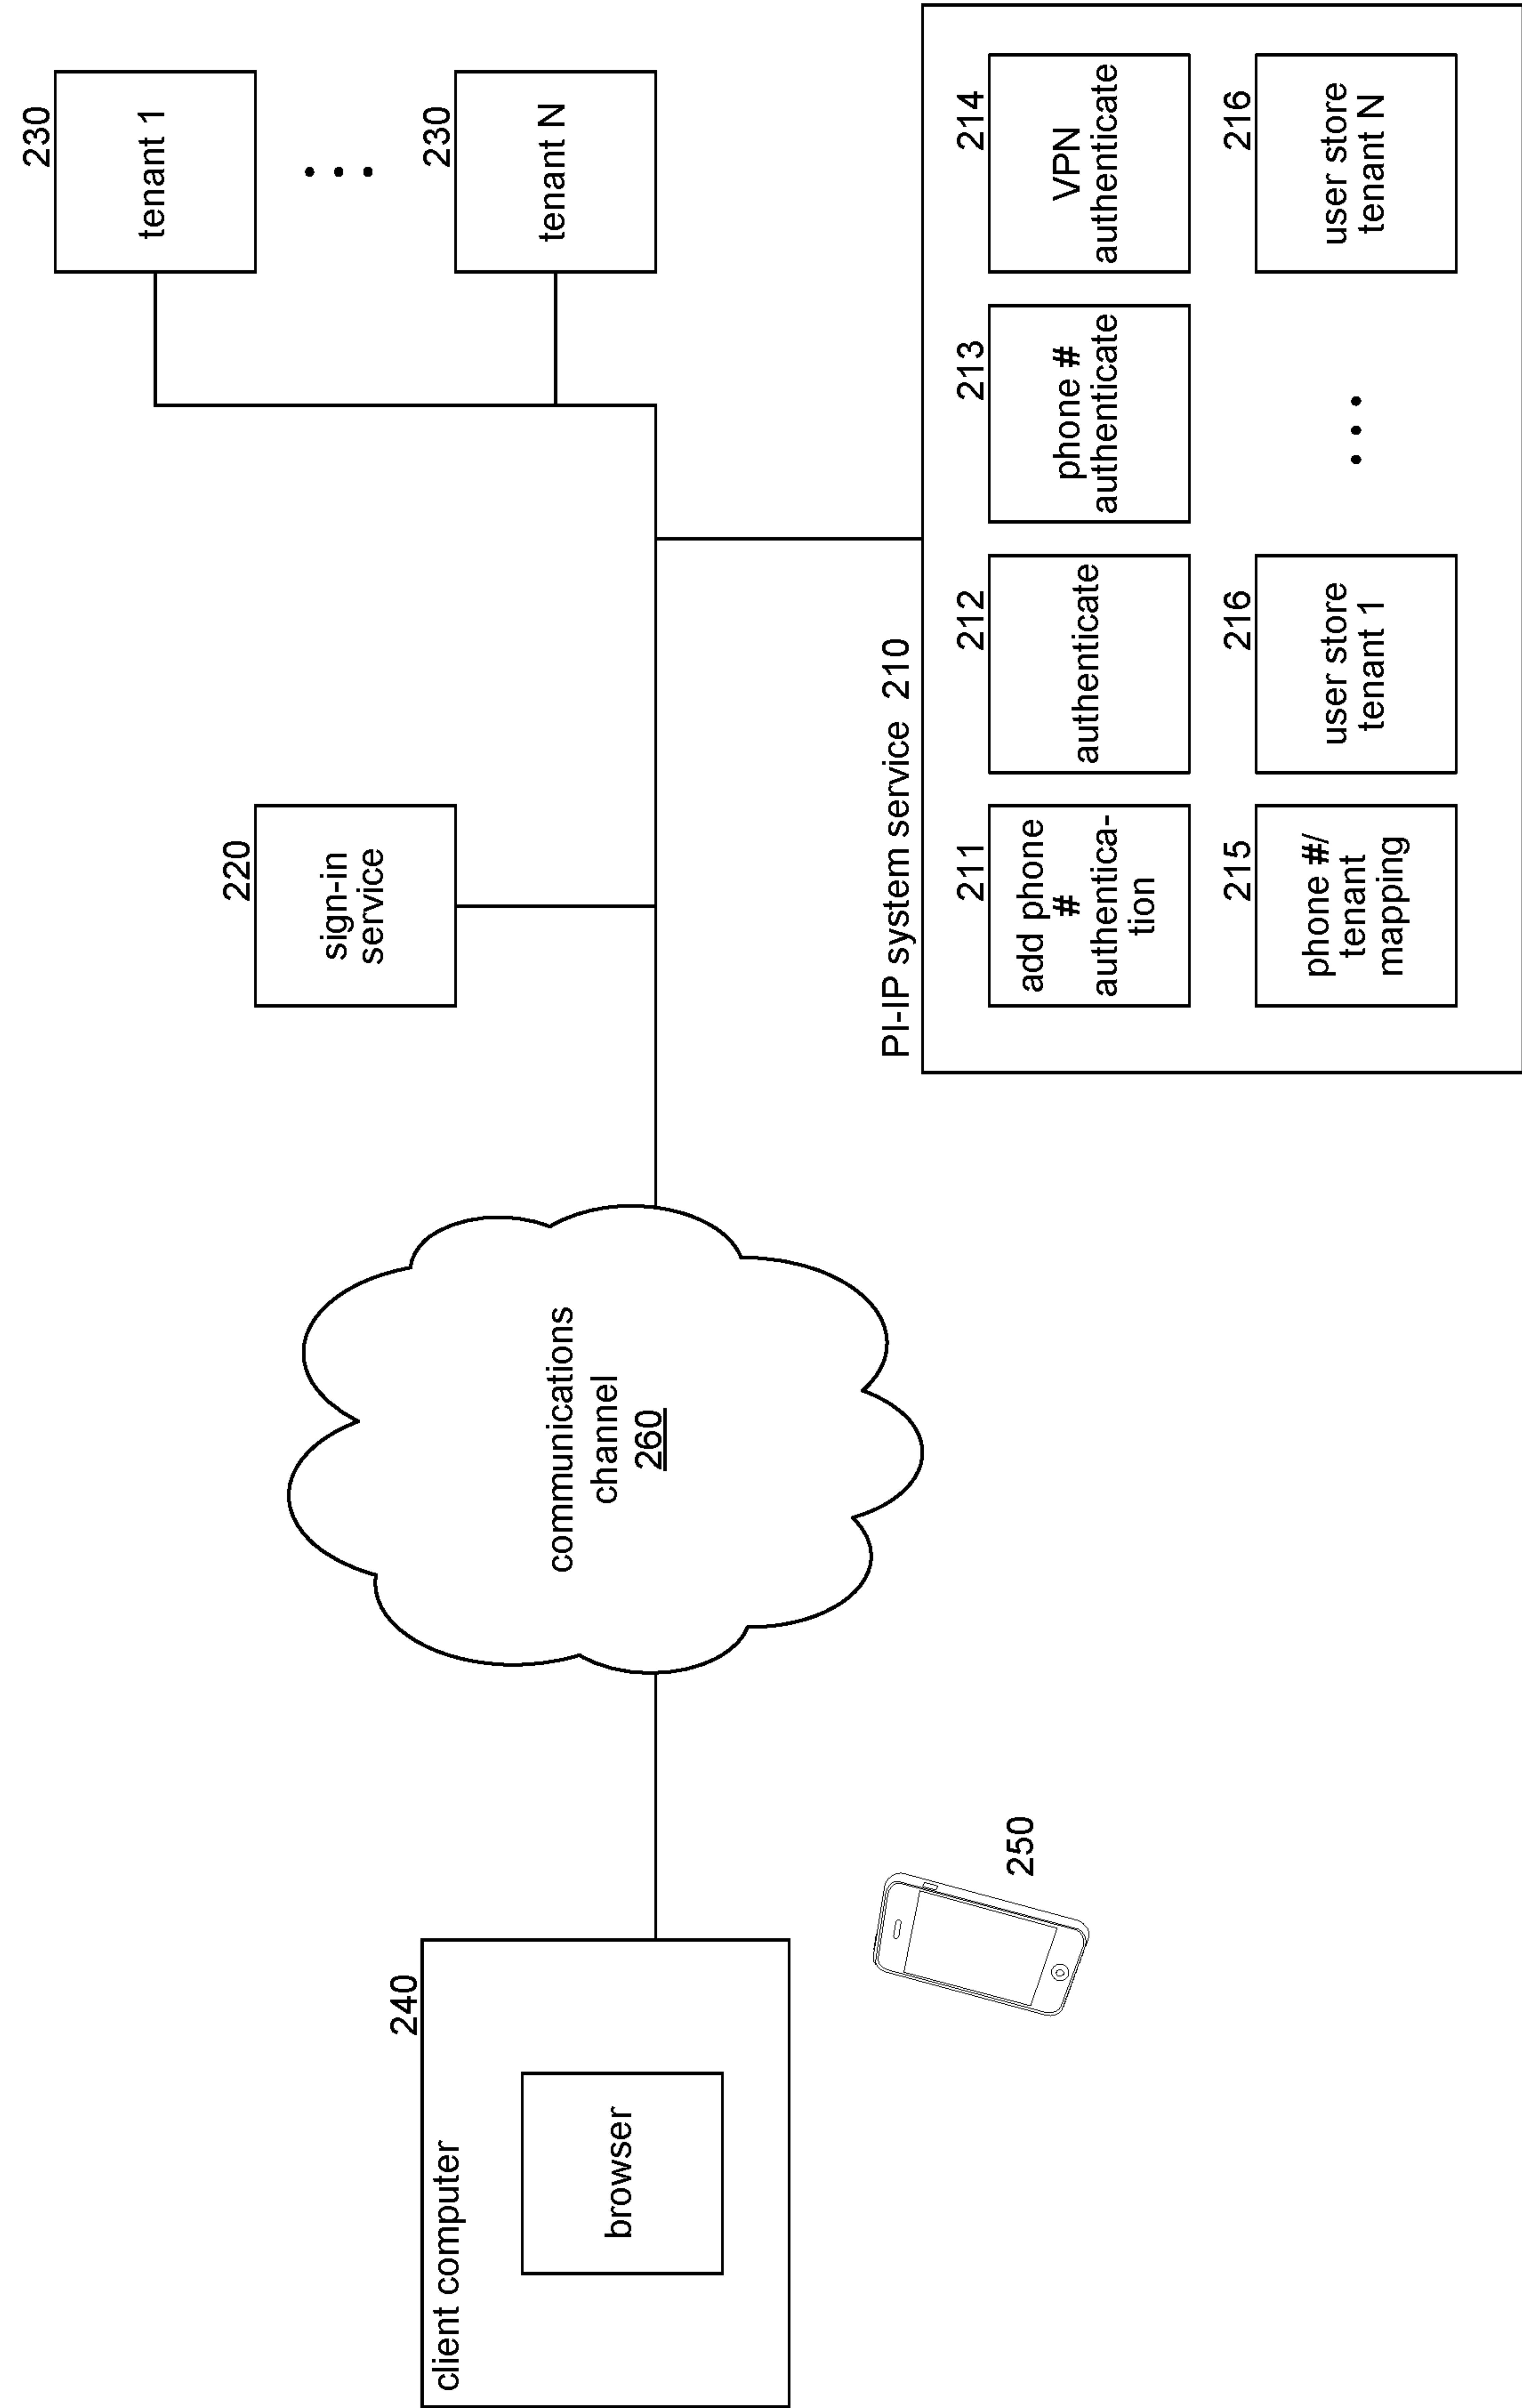 client computer
240
browser
250
communications
channel
260
220
sign-in
service
230
tenant 1
230
tenant N
PI-IP system service 210
211
add phone
#
authentica-
tion
212
authenticate
213
phone #
authenticate
214
VPN
authenticate
215
phone #/
tenant
mapping
216
user store
tenant 1
216
user store
tenant N